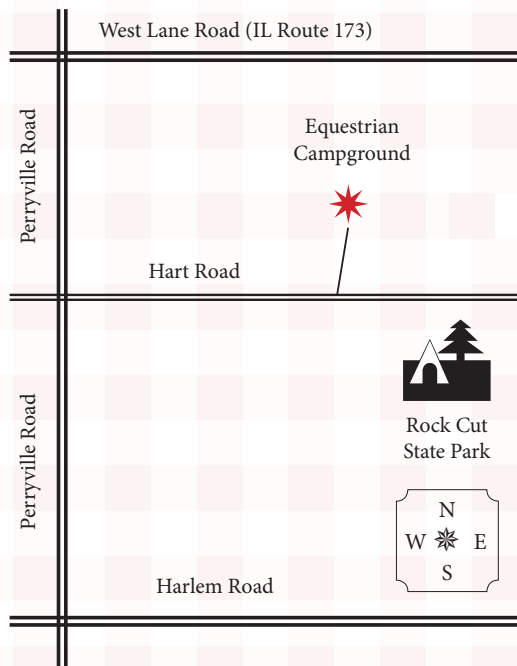 West Lane Road (IL Route 173)
Perryville Road
Equestrian
Campground
Hart Road
Perryville Road
Rock Cut
State Park
N
W E
S
Harlem Road